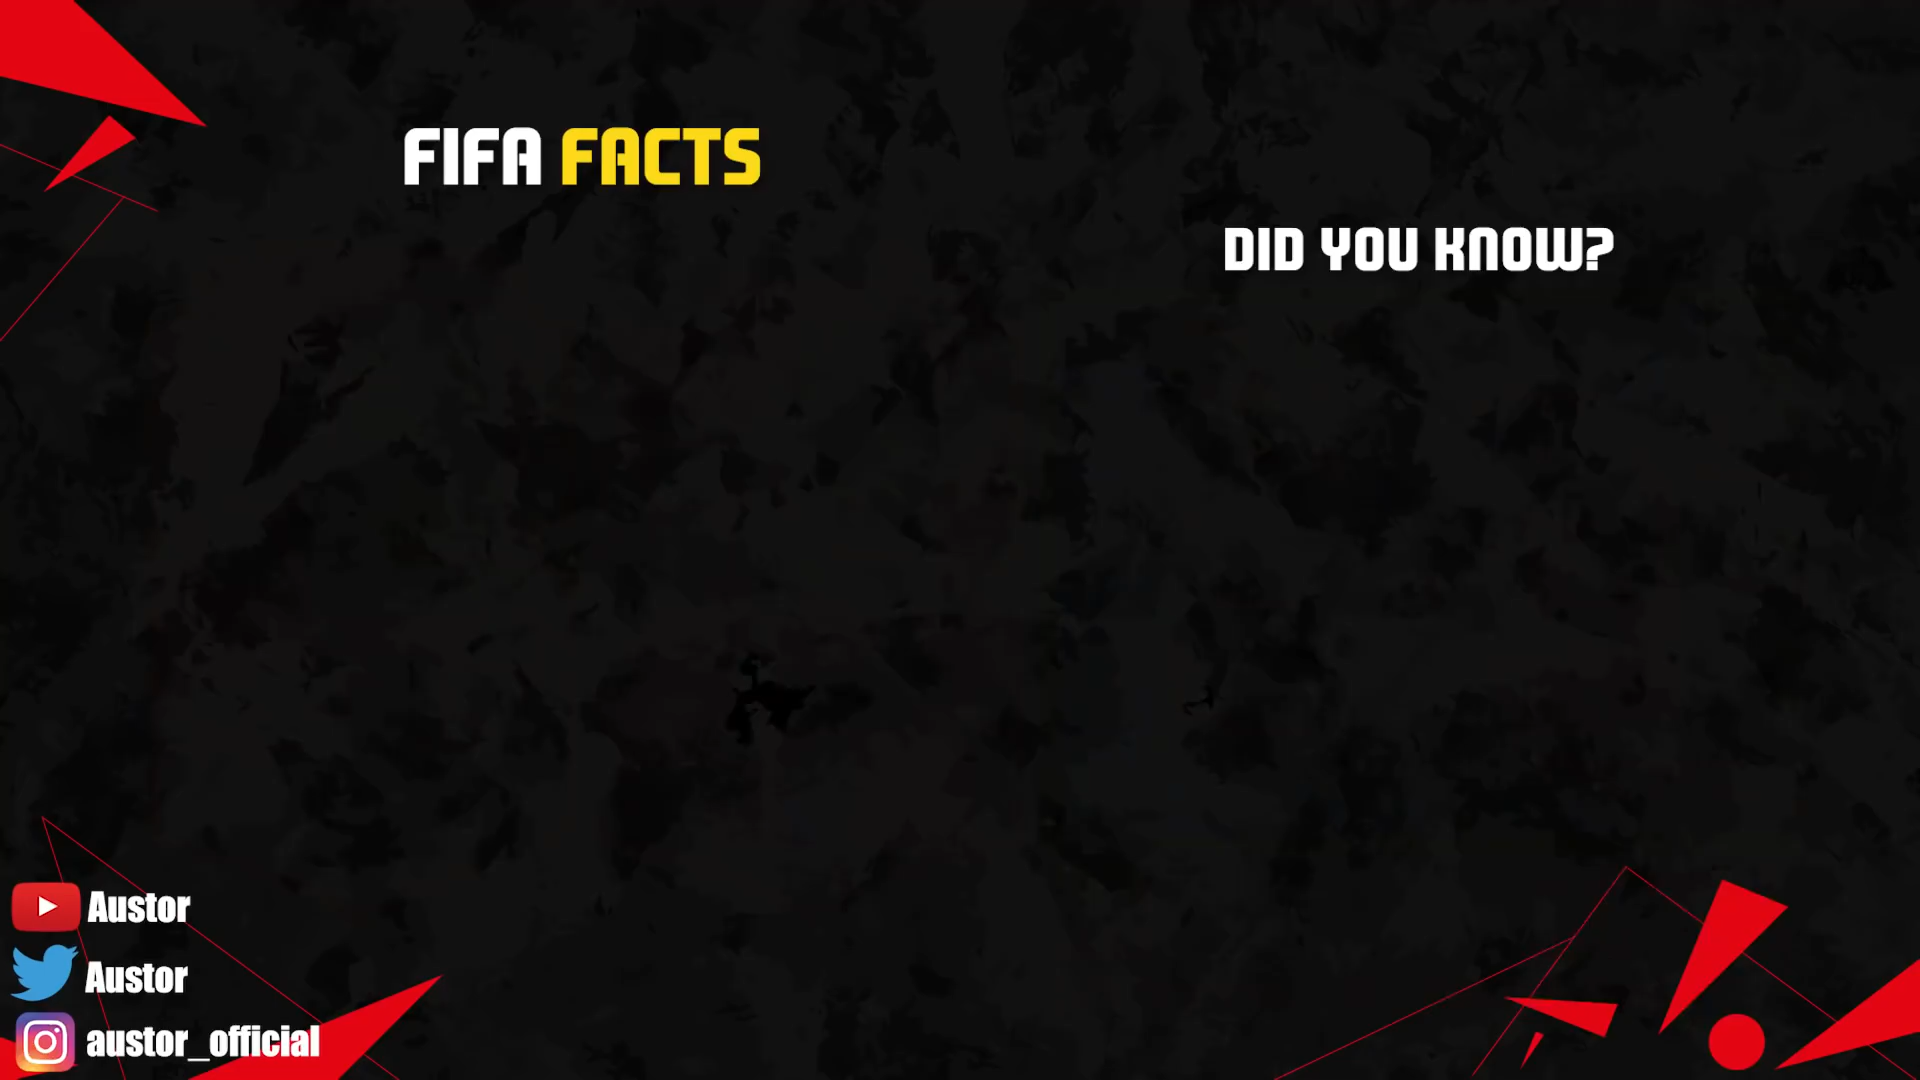 FIFA FACTS
DID YOU KNOW?
Austor
Austor
austor_official